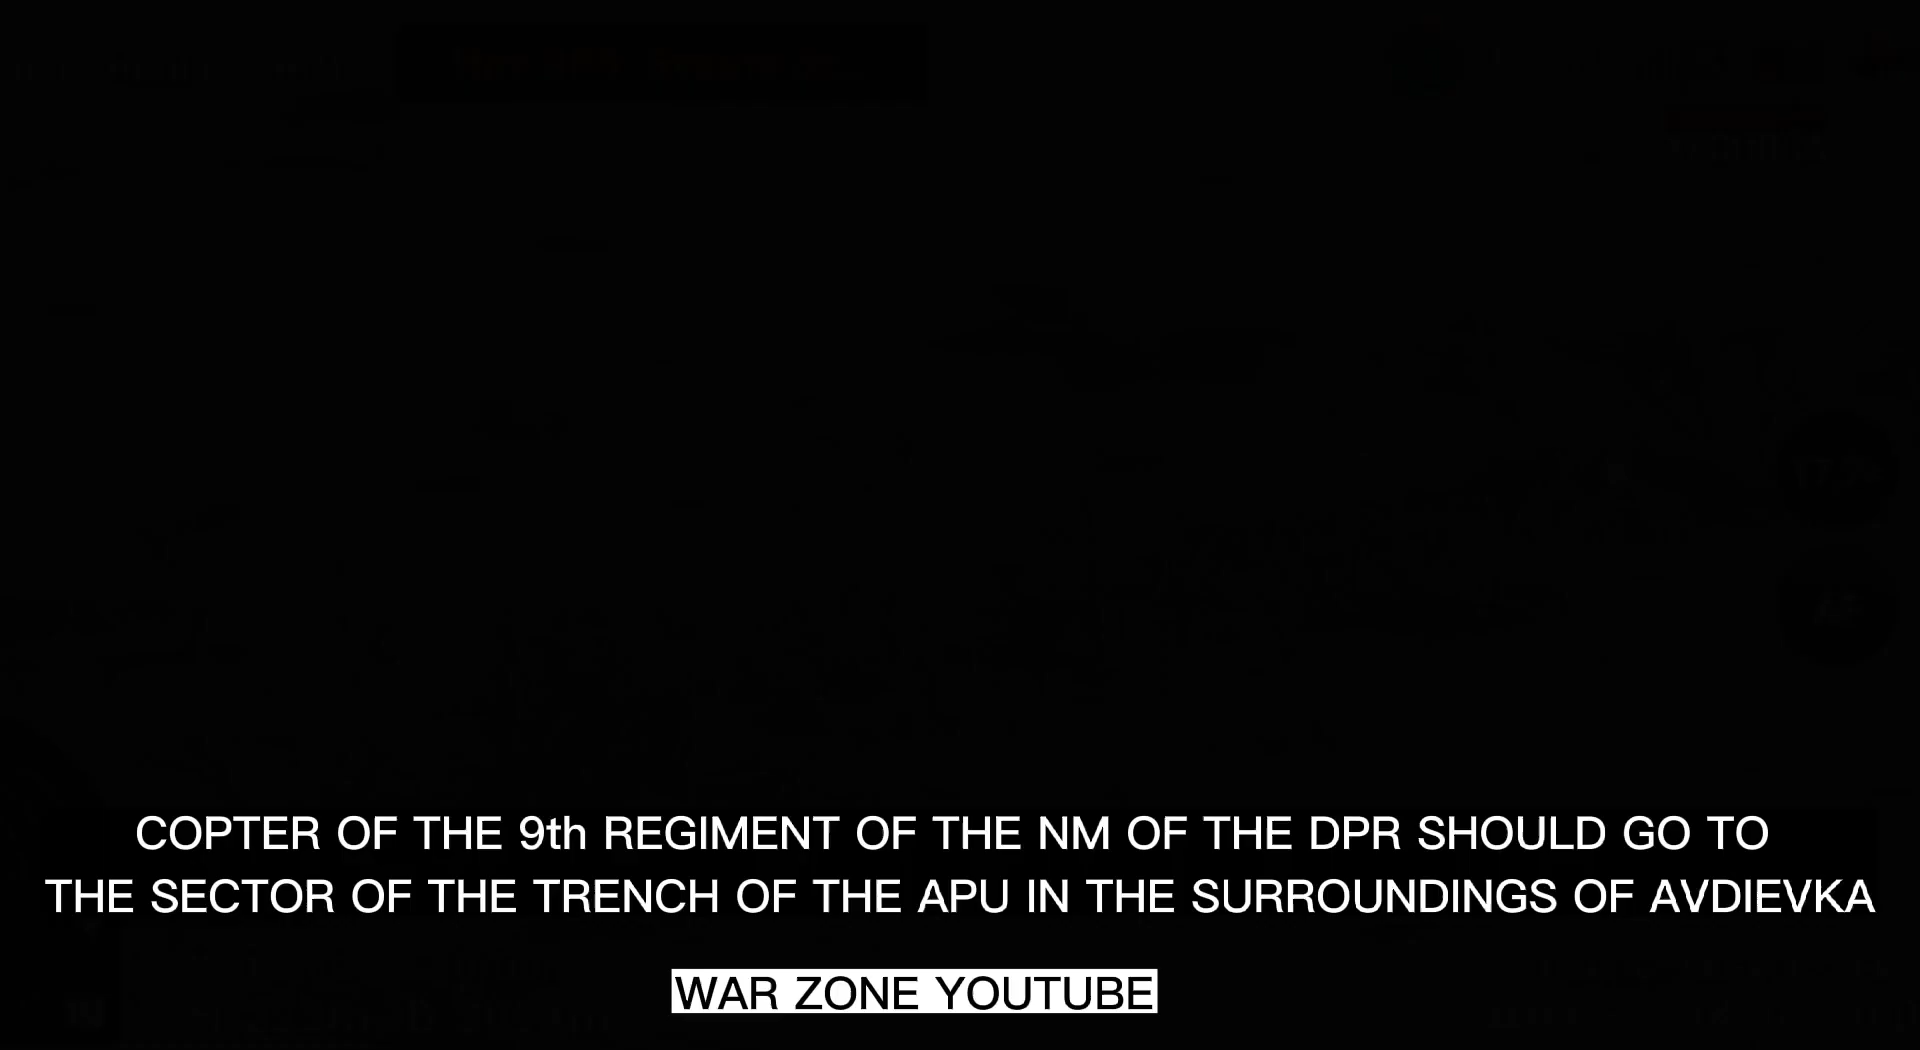 COPTER OF THE 9th REGIMENT OF THE NM OF THE DPR SHOULD GO TO
THE SECTOR OF THE TRENCH OF THE APU IN THE SURROUNDINGS OF AVDIEVKA
WAR ZONE YOUTUBE